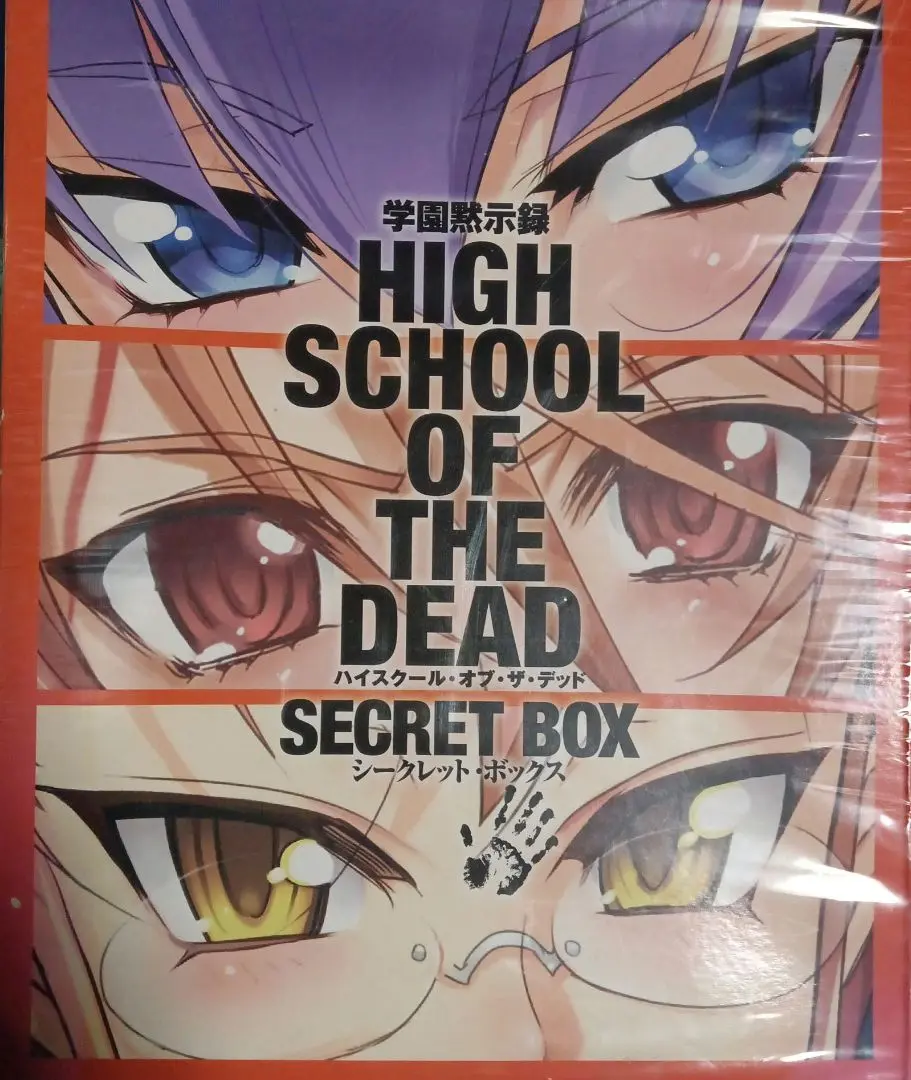 学園黙示録
HIGH
SCHOOL
OF
THE
DEAD
ハイスクール・オブ・ザ・デッド
SECRET BOX
シークレット・ボックス